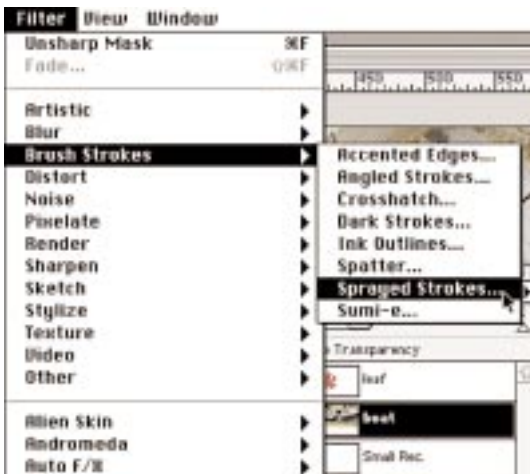 Filter View Window
Unsharp Mask ⌘F
Fade... ⇧⌘F
450 500 550
Artistic
Blur
Brush Strokes
Distort
Noise
Pixelate
Render
Sharpen
Sketch
Stylize
Texture
Video
Other
Alien Skin
Andromeda
Auto F/X
Accented Edges...
Angled Strokes...
Crosshatch...
Dark Strokes...
Ink Outlines...
Spatter...
Sprayed Strokes...
Sumi-e...
Transparency
leaf
boat
Small Rec.